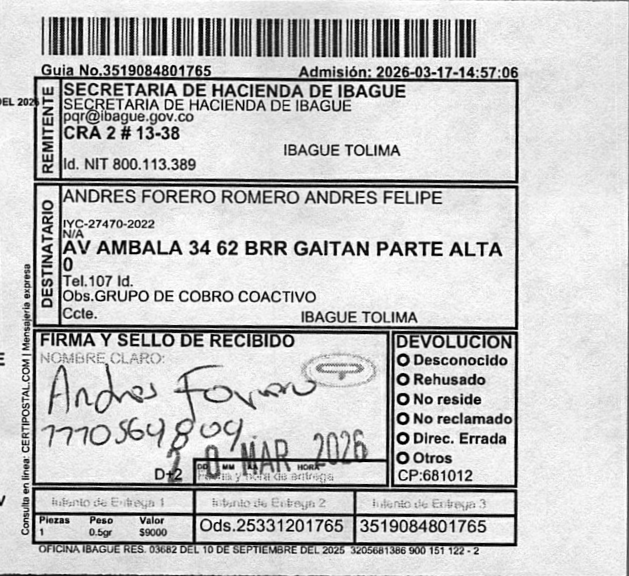 Guia No.3519084801765 Admisión: 2026-03-17-14:57:06
DEL 2026
REMITENTE
SECRETARIA DE HACIENDA DE IBAGUE
SECRETARIA DE HACIENDA DE IBAGUE
pqr@ibague.gov.co
CRA 2 # 13-38
IBAGUE TOLIMA
Id. NIT 800.113.389
DESTINATARIO
ANDRES FORERO ROMERO ANDRES FELIPE
IYC-27470-2022
N/A
AV AMBALA 34 62 BRR GAITAN PARTE ALTA
0
Tel.107 Id.
Obs.GRUPO DE COBRO COACTIVO
Ccte. IBAGUE TOLIMA
Consulta en linea: CERTIPOSTAL.COM | Mensajeria expresa
FIRMA Y SELLO DE RECIBIDO
NOMBRE CLARO:
Andres Forero
20 MAR 2026
D+2
DD MM AA HORA
Fecha y hora de entrega
DEVOLUCION
Desconocido
Rehusado
No reside
No reclamado
Direc. Errada
Otros
CP:681012
Intento de Entrega 1 Intento de Entrega 2 Intento de Entrega 3
Piezas Peso Valor
1 0.5gr $9000
Ods.25331201765 3519084801765
OFICINA IBAGUE RES. 03682 DEL 10 DE SEPTIEMBRE DEL 2025 3205681386 900 151 122 - 2